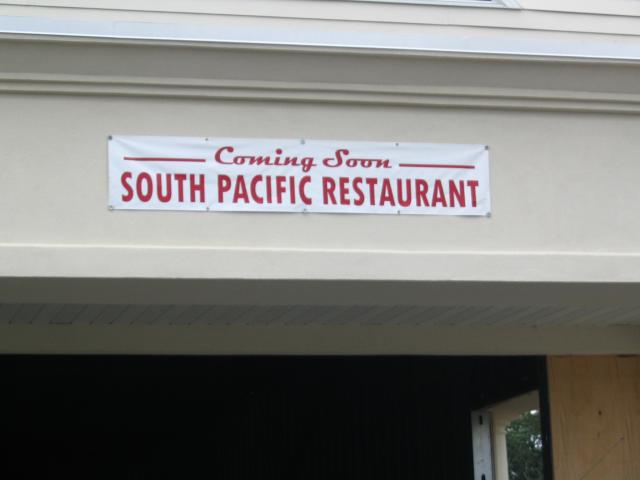 Coming Soon
SOUTH PACIFIC RESTAURANT